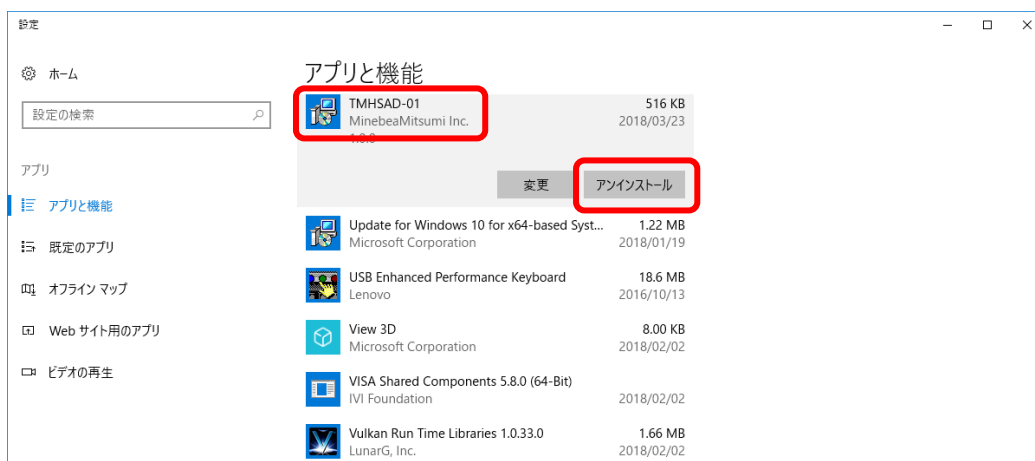 設定
ホーム
設定の検索
アプリ
アプリと機能
既定のアプリ
オフライン マップ
Web サイト用のアプリ
ビデオの再生
アプリと機能
TMHSAD-01 516 KB
MinebeaMitsumi Inc. 2018/03/23
1.0.0
変更 アンインストール
Update for Windows 10 for x64-based Syst... 1.22 MB
Microsoft Corporation 2018/01/19
USB Enhanced Performance Keyboard 18.6 MB
Lenovo 2016/10/13
View 3D 8.00 KB
Microsoft Corporation 2018/02/02
VISA Shared Components 5.8.0 (64-Bit)
IVI Foundation 2018/02/02
Vulkan Run Time Libraries 1.0.33.0 1.66 MB
LunarG, Inc. 2018/02/02